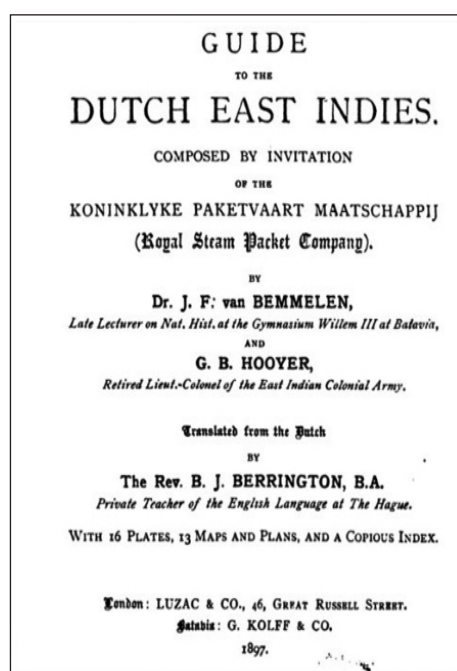 GUIDE
TO THE
DUTCH EAST INDIES.
COMPOSED BY INVITATION
OF THE
KONINKLYKE PAKETVAART MAATSCHAPPIJ
(Royal Steam Packet Company).
BY
Dr. J. F. van BEMMELEN,
Late Lecturer on Nat. Hist. at the Gymnasium Willem III at Batavia,
AND
G. B. HOOYER,
Retired Lieut.-Colonel of the East Indian Colonial Army.
Translated from the Dutch
BY
The Rev. B. J. BERRINGTON, B.A.
Private Teacher of the English Language at The Hague.
WITH 16 PLATES, 13 MAPS AND PLANS, AND A COPIOUS INDEX.
London: LUZAC & CO., 46, GREAT RUSSELL STREET.
Batabia: G. KOLFF & CO.
1897.